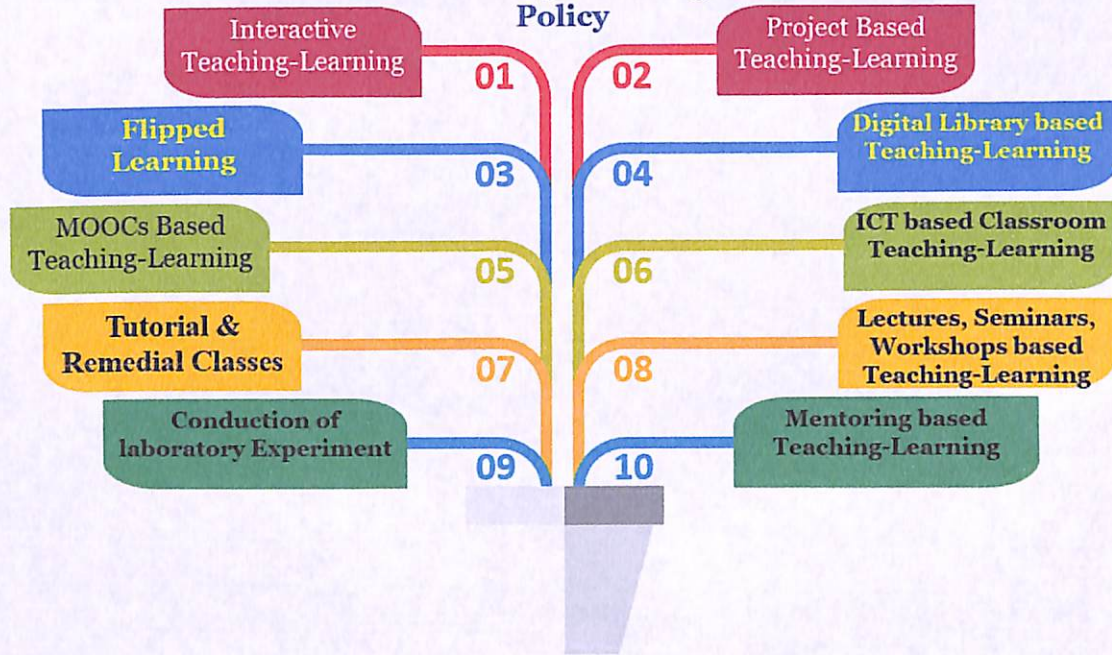 Policy
Interactive
Teaching-Learning
01
02
Project Based
Teaching-Learning
Flipped
Learning
03
04
Digital Library based
Teaching-Learning
MOOCs Based
Teaching-Learning
05
06
ICT based Classroom
Teaching-Learning
Tutorial &
Remedial Classes
07
08
Lectures, Seminars,
Workshops based
Teaching-Learning
Conduction of
laboratory Experiment
09
10
Mentoring based
Teaching-Learning